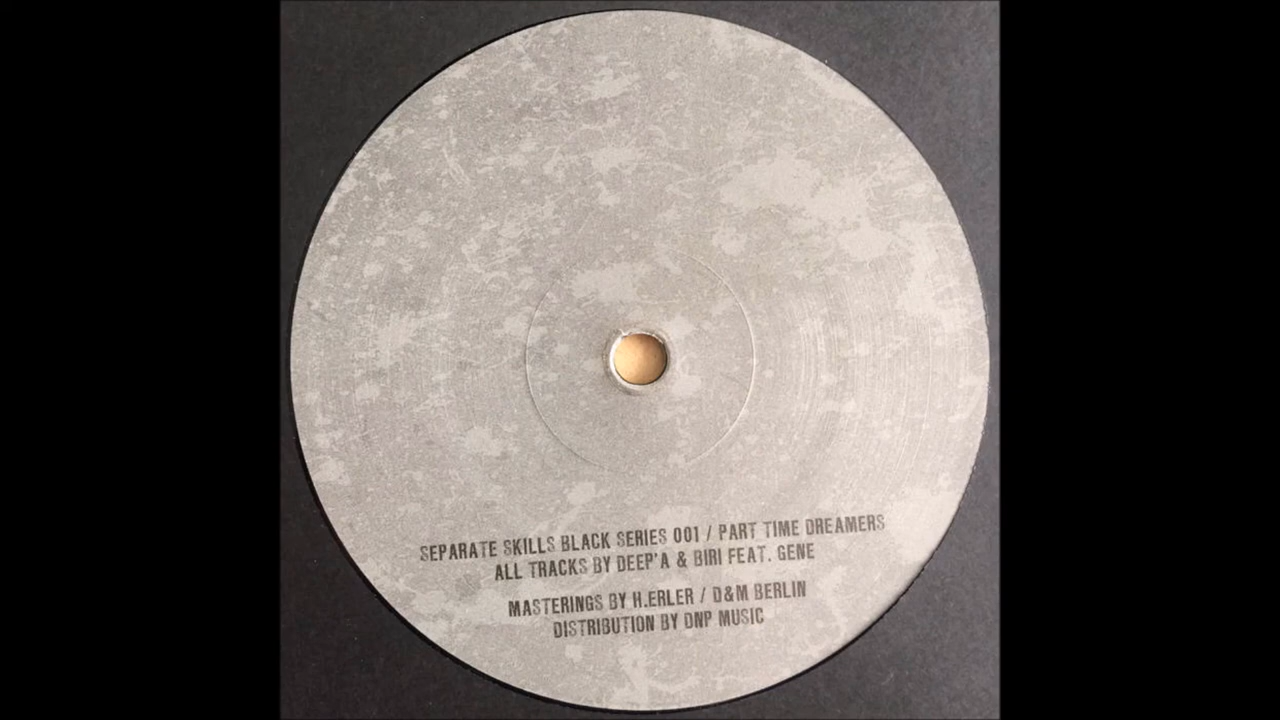 SEPARATE SKILLS BLACK SERIES 001 / PART TIME DREAMERS
ALL TRACKS BY DEEP'A & BIRI FEAT. GENE
MASTERINGS BY H.ERLER / D&M BERLIN
DISTRIBUTION BY DNP MUSIC